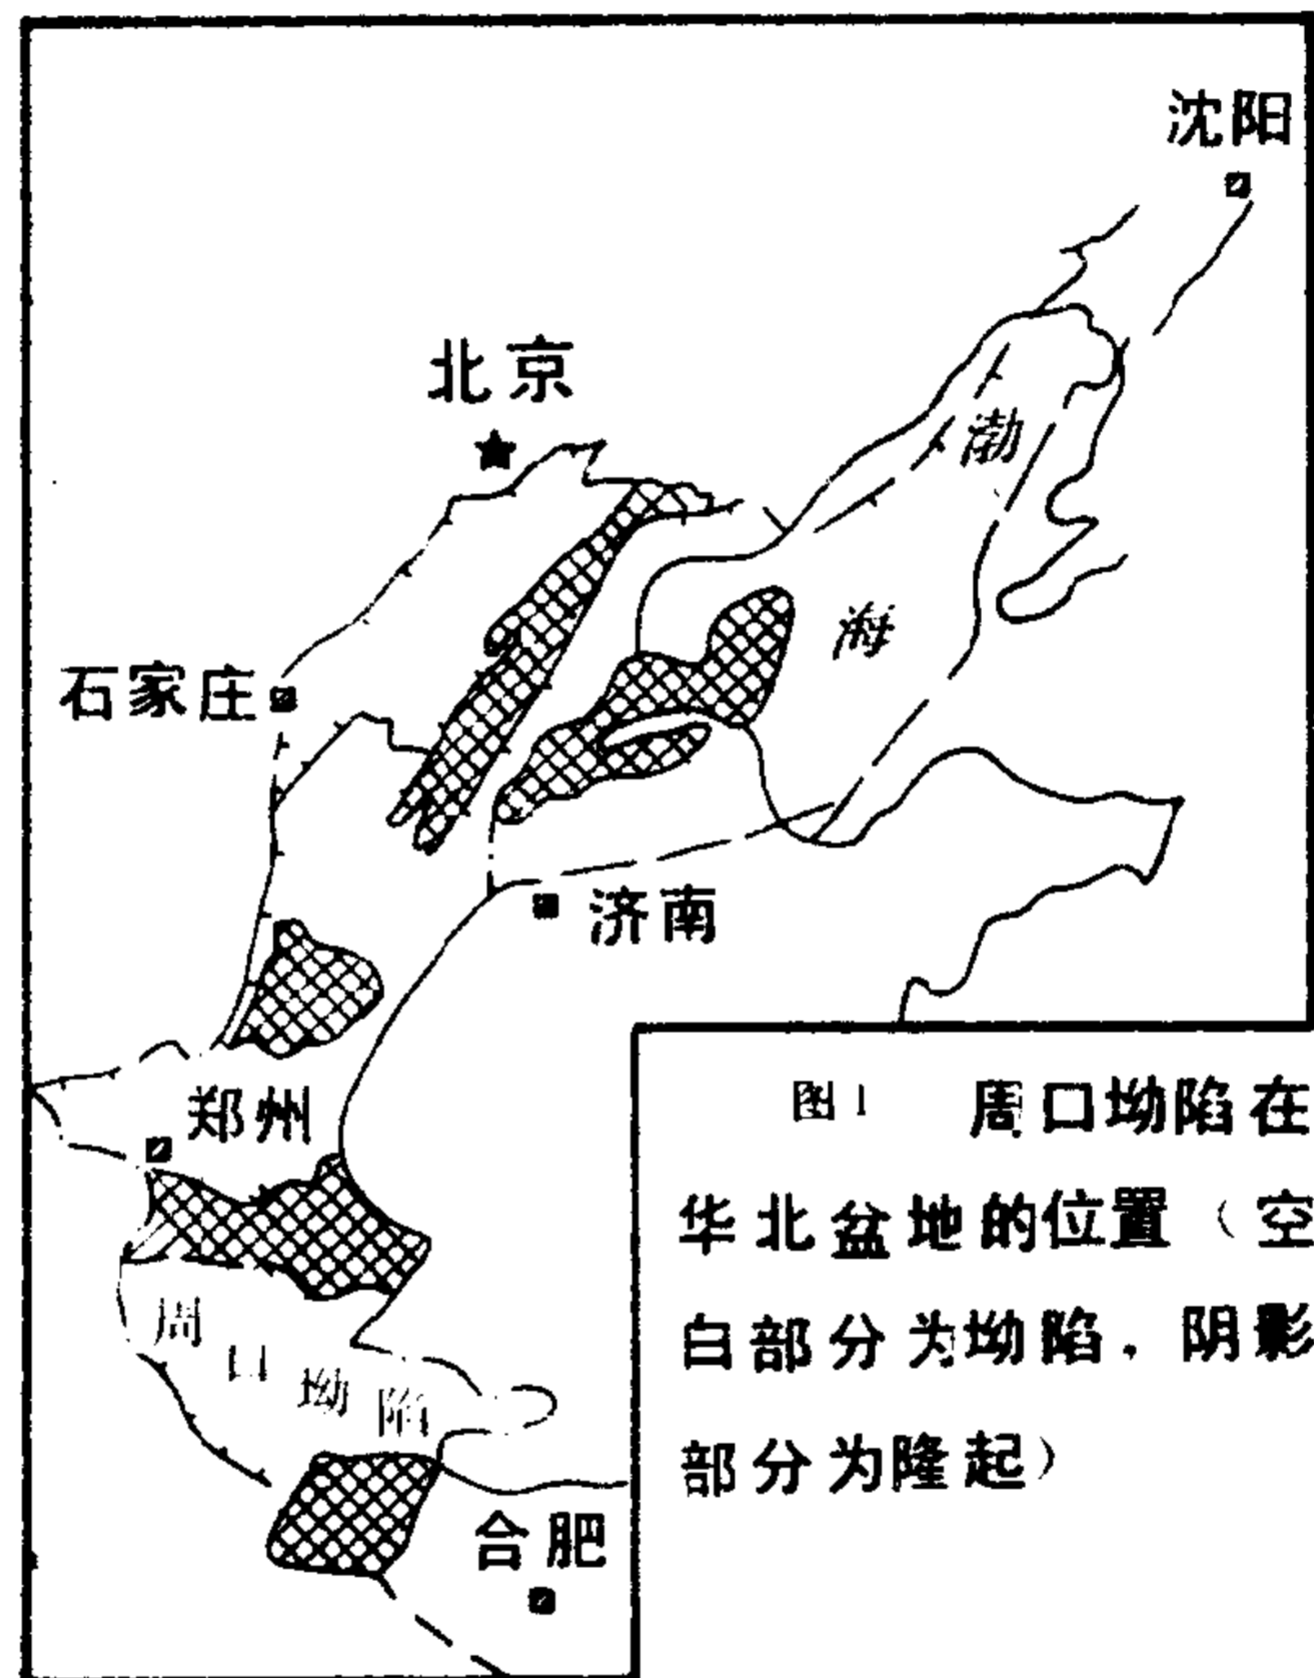 沈阳
北京
渤
海
石家庄
济南
郑州
周口坳陷
合肥
图1 周口坳陷在
华北盆地的位置（空
白部分为坳陷，阴影
部分为隆起）